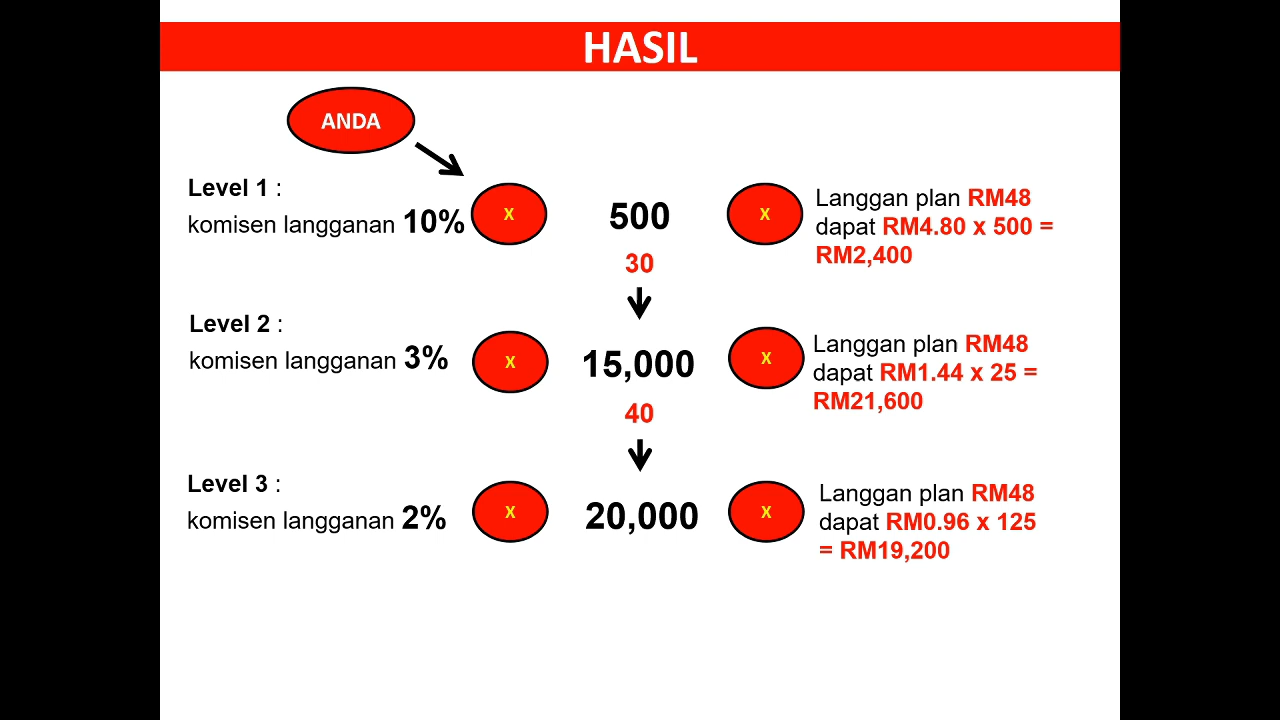 HASIL
ANDA
Level 1 :
komisen langganan 10%
X
500
X
Langgan plan RM48
dapat RM4.80 x 500 =
RM2,400
30
Level 2 :
komisen langganan 3%
X
15,000
X
Langgan plan RM48
dapat RM1.44 x 25 =
RM21,600
40
Level 3 :
komisen langganan 2%
X
20,000
X
Langgan plan RM48
dapat RM0.96 x 125
= RM19,200